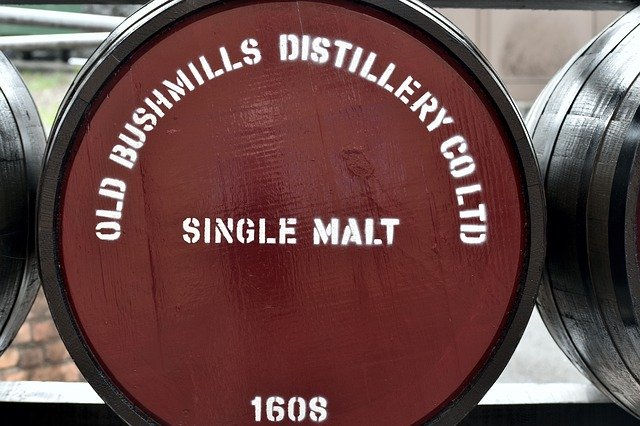 OLD BUSHMILLS DISTILLERY CO LTD
SINGLE MALT
1608